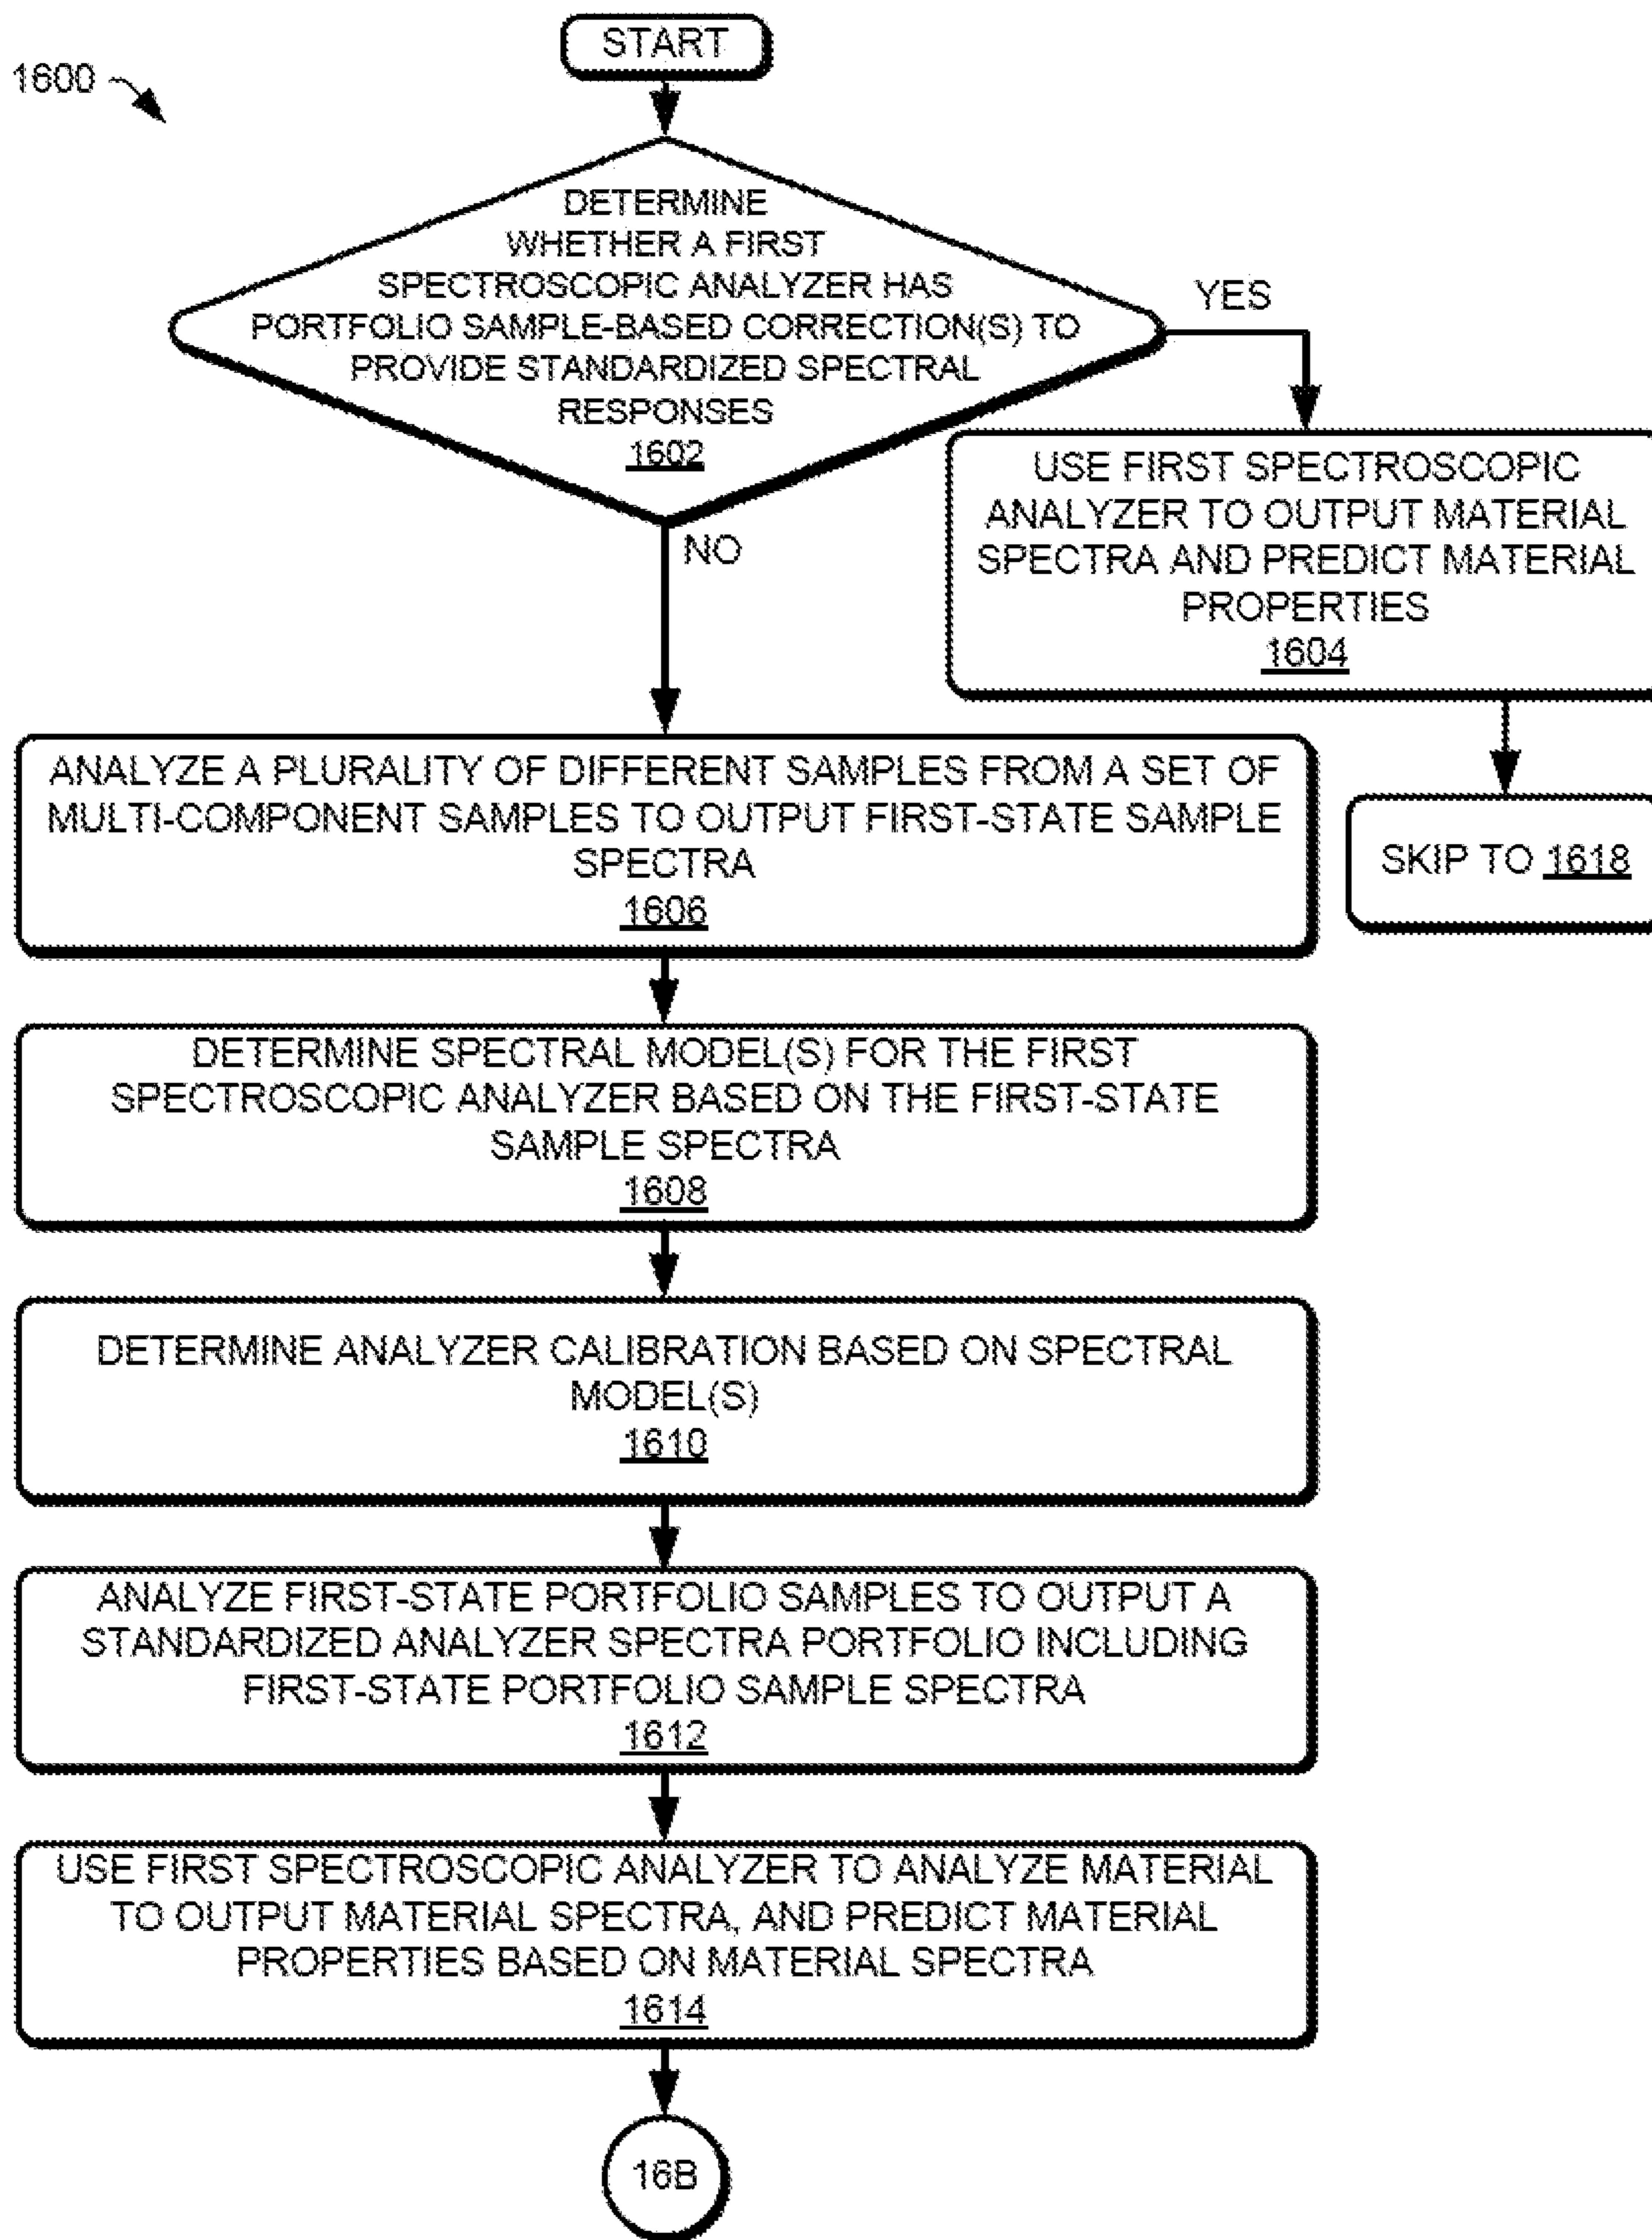 START
1600
DETERMINE
WHETHER A FIRST
SPECTROSCOPIC ANALYZER HAS
PORTFOLIO SAMPLE-BASED CORRECTION(S) TO
PROVIDE STANDARDIZED SPECTRAL
RESPONSES
1602
YES
NO
USE FIRST SPECTROSCOPIC
ANALYZER TO OUTPUT MATERIAL
SPECTRA AND PREDICT MATERIAL
PROPERTIES
1604
SKIP TO 1618
ANALYZE A PLURALITY OF DIFFERENT SAMPLES FROM A SET OF
MULTI-COMPONENT SAMPLES TO OUTPUT FIRST-STATE SAMPLE
SPECTRA
1606
DETERMINE SPECTRAL MODEL(S) FOR THE FIRST
SPECTROSCOPIC ANALYZER BASED ON THE FIRST-STATE
SAMPLE SPECTRA
1608
DETERMINE ANALYZER CALIBRATION BASED ON SPECTRAL
MODEL(S)
1610
ANALYZE FIRST-STATE PORTFOLIO SAMPLES TO OUTPUT A
STANDARDIZED ANALYZER SPECTRA PORTFOLIO INCLUDING
FIRST-STATE PORTFOLIO SAMPLE SPECTRA
1612
USE FIRST SPECTROSCOPIC ANALYZER TO ANALYZE MATERIAL
TO OUTPUT MATERIAL SPECTRA, AND PREDICT MATERIAL
PROPERTIES BASED ON MATERIAL SPECTRA
1614
16B